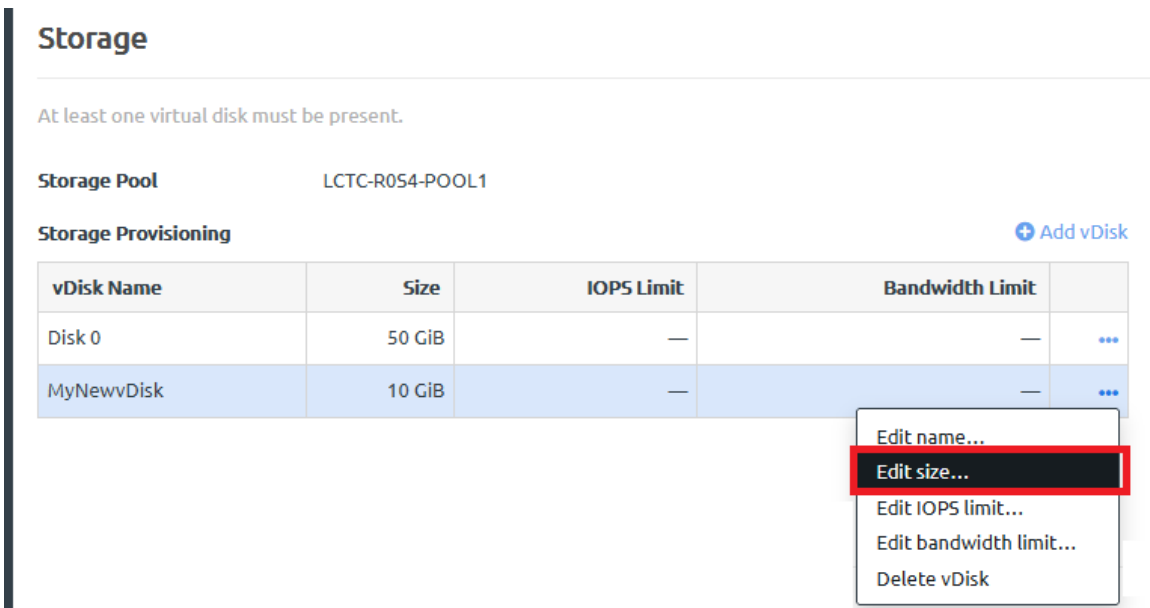 Storage
At least one virtual disk must be present.
Storage Pool LCTC-R0S4-POOL1
Storage Provisioning Add vDisk
vDisk Name Size IOPS Limit Bandwidth Limit
Disk 0 50 GiB — — •••
MyNewvDisk 10 GiB — — •••
Edit name...
Edit size...
Edit IOPS limit...
Edit bandwidth limit...
Delete vDisk